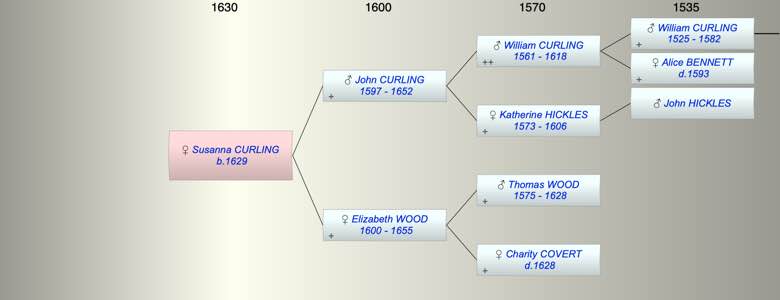 1630 1600 1570 1535
♂ William CURLING
1525 - 1582
+
♂ William CURLING
1561 - 1618
++
♀ Alice BENNETT
d.1593
+
♂ John CURLING
1597 - 1652
+
♂ John HICKLES
♀ Katherine HICKLES
1573 - 1606
+
♀ Susanna CURLING
b.1629
♂ Thomas WOOD
1575 - 1628
+
♀ Elizabeth WOOD
1600 - 1655
+
♀ Charity COVERT
d.1628
+